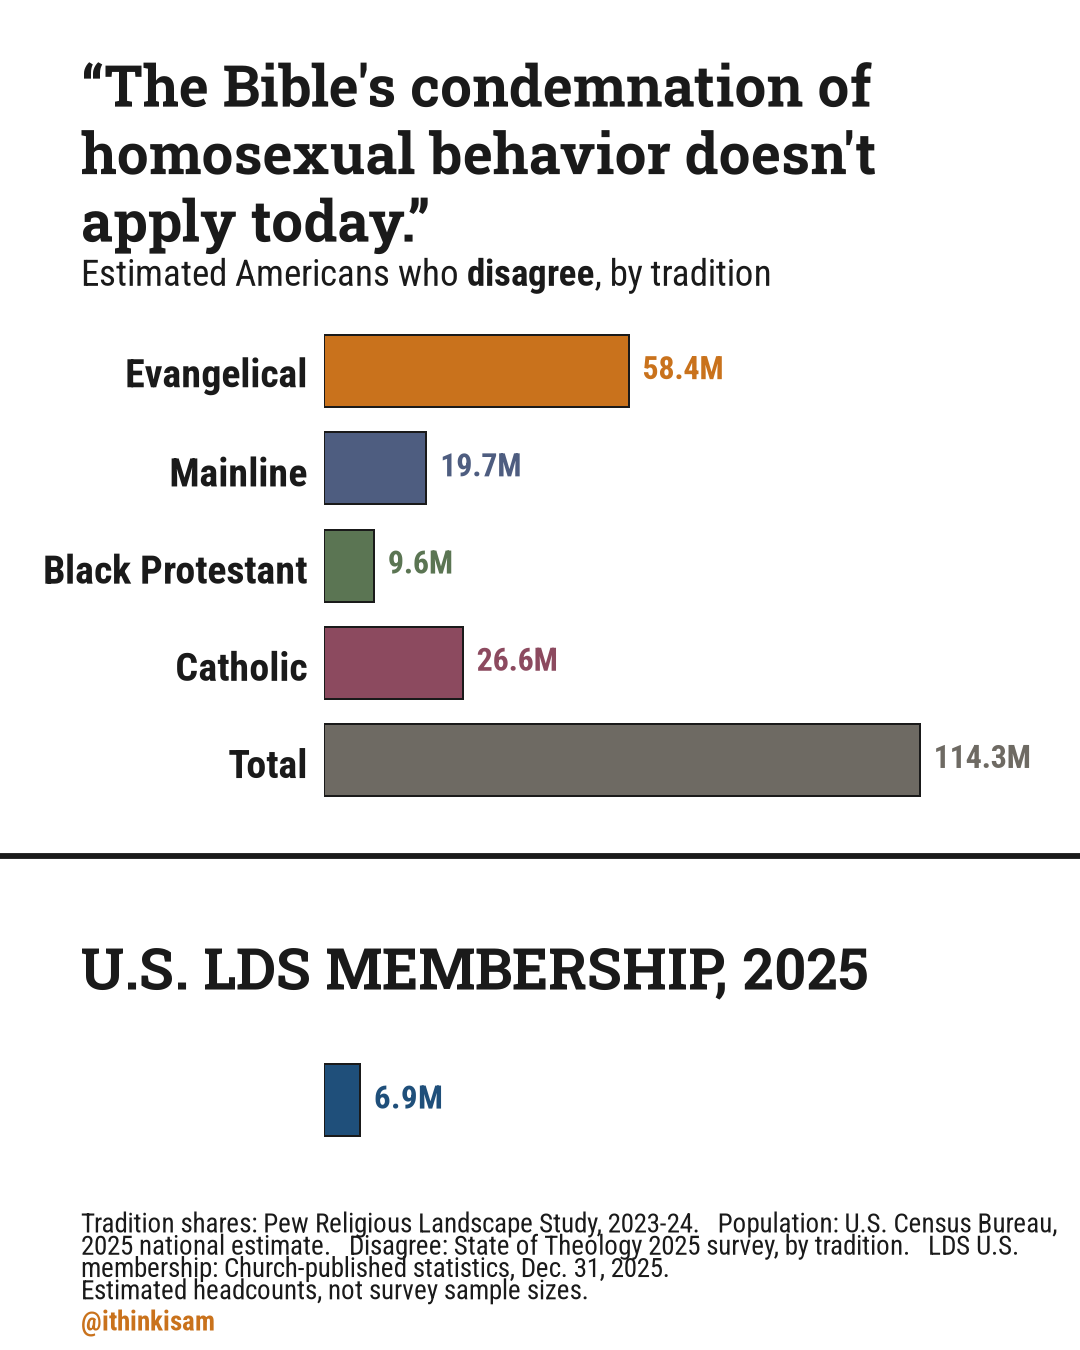 “The Bible's condemnation of
homosexual behavior doesn't
apply today.”
Estimated Americans who disagree, by tradition
Evangelical 58.4M
Mainline 19.7M
Black Protestant 9.6M
Catholic 26.6M
Total 114.3M
U.S. LDS MEMBERSHIP, 2025
6.9M
Tradition shares: Pew Religious Landscape Study, 2023-24. Population: U.S. Census Bureau,
2025 national estimate. Disagree: State of Theology 2025 survey, by tradition. LDS U.S.
membership: Church-published statistics, Dec. 31, 2025.
Estimated headcounts, not survey sample sizes.
@ithinkisam